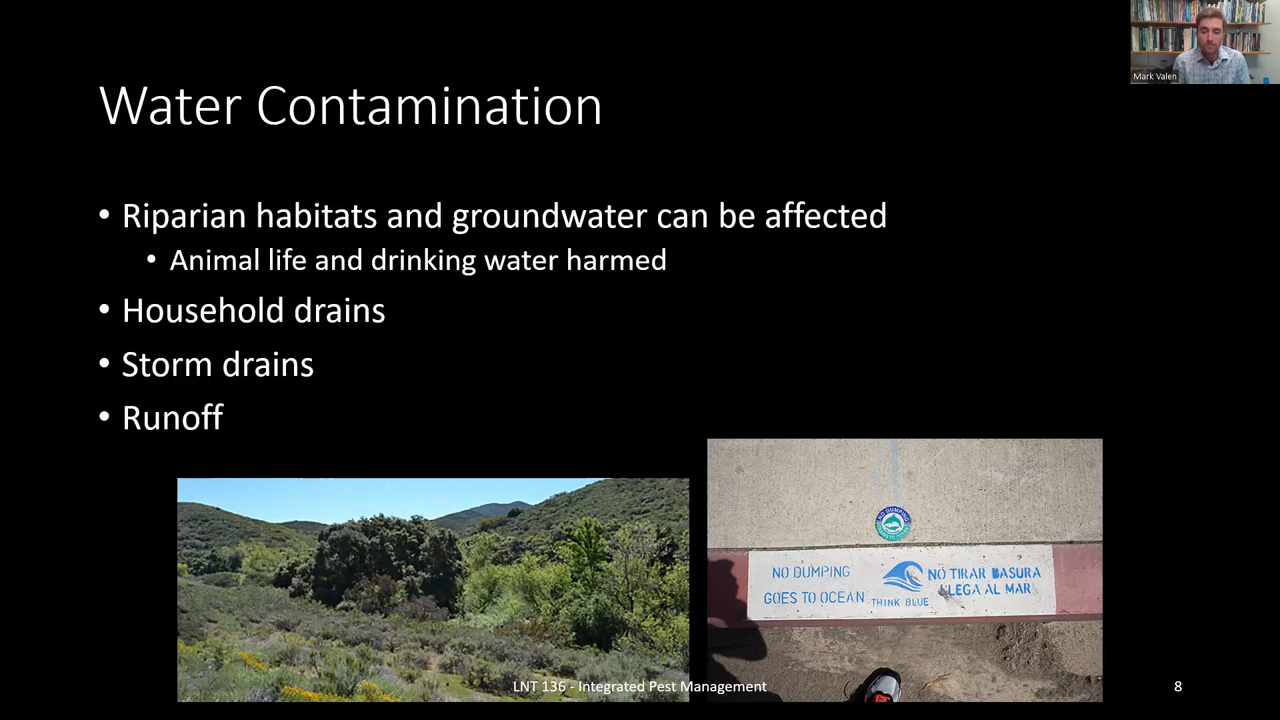 Mark Valen
Water Contamination
• Riparian habitats and groundwater can be affected
• Animal life and drinking water harmed
• Household drains
• Storm drains
• Runoff
NO DUMPING
NO DUMPING
GOES TO OCEAN
THINK BLUE
NO TIRAR BASURA
LLEGA AL MAR
LNT 136 - Integrated Pest Management
8